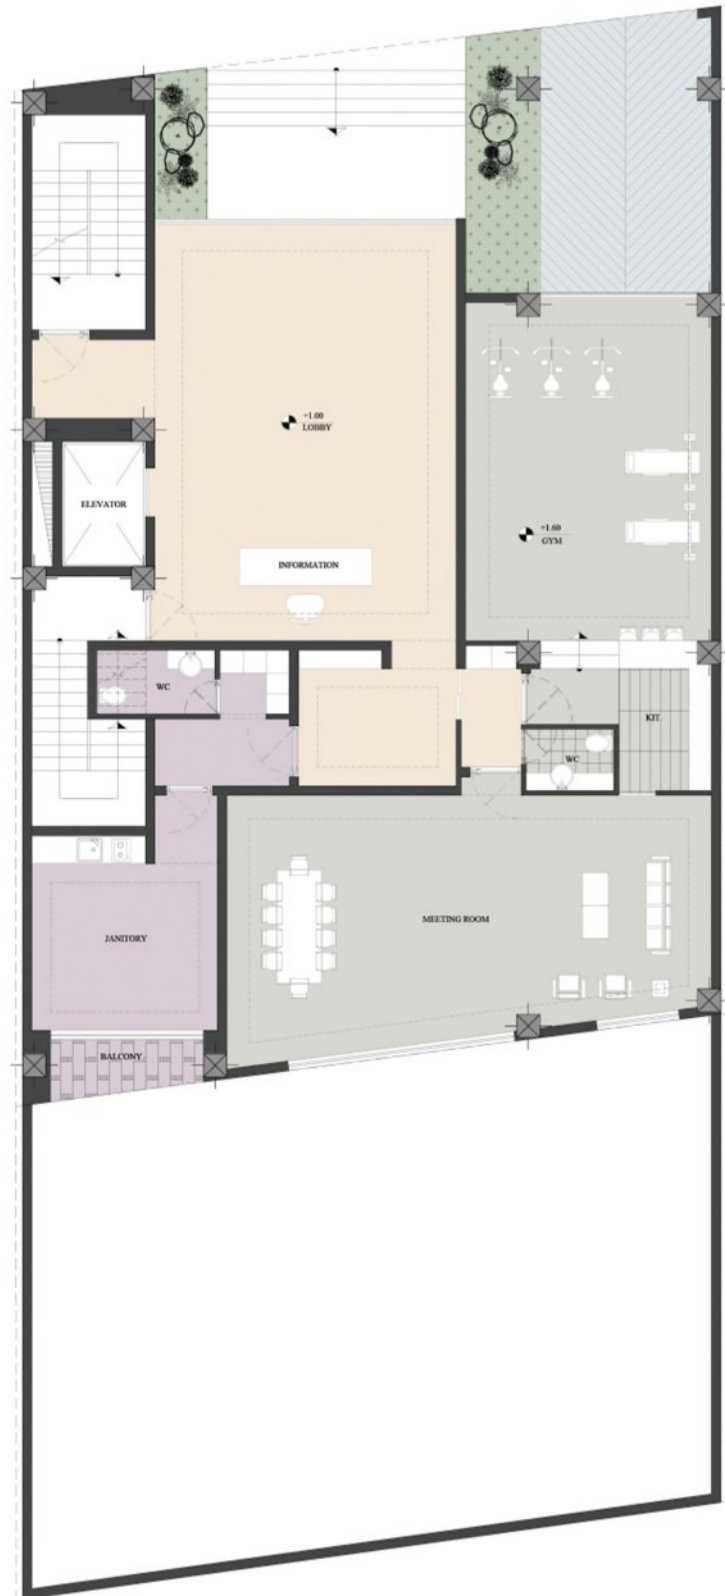 +1.00
LOBBY
ELEVATOR
+1.60
GYM
INFORMATION
WC
KIT
WC
MEETING ROOM
JANITORY
BALCONY